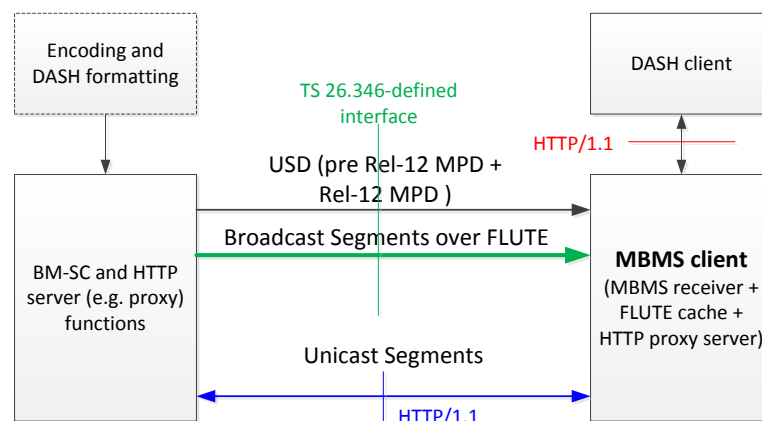 Encoding and
DASH formatting
DASH client
TS 26.346-defined
interface
HTTP/1.1
USD (pre Rel-12 MPD +
Rel-12 MPD )
Broadcast Segments over FLUTE
BM-SC and HTTP
server (e.g. proxy)
functions
MBMS client
(MBMS receiver +
FLUTE cache +
HTTP proxy server)
Unicast Segments
HTTP/1.1